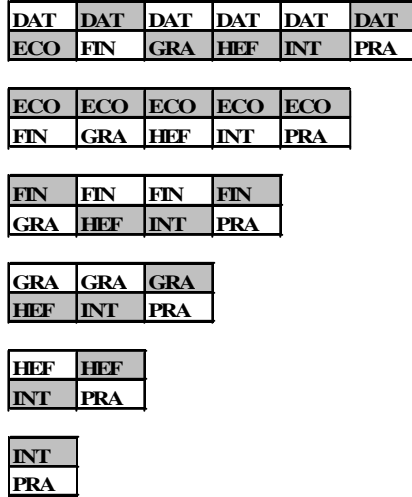 DAT DAT DAT DAT DAT DAT
ECO FIN GRA HEF INT PRA
ECO ECO ECO ECO ECO
FIN GRA HEF INT PRA
FIN FIN FIN FIN
GRA HEF INT PRA
GRA GRA GRA
HEF INT PRA
HEF HEF
INT PRA
INT
PRA